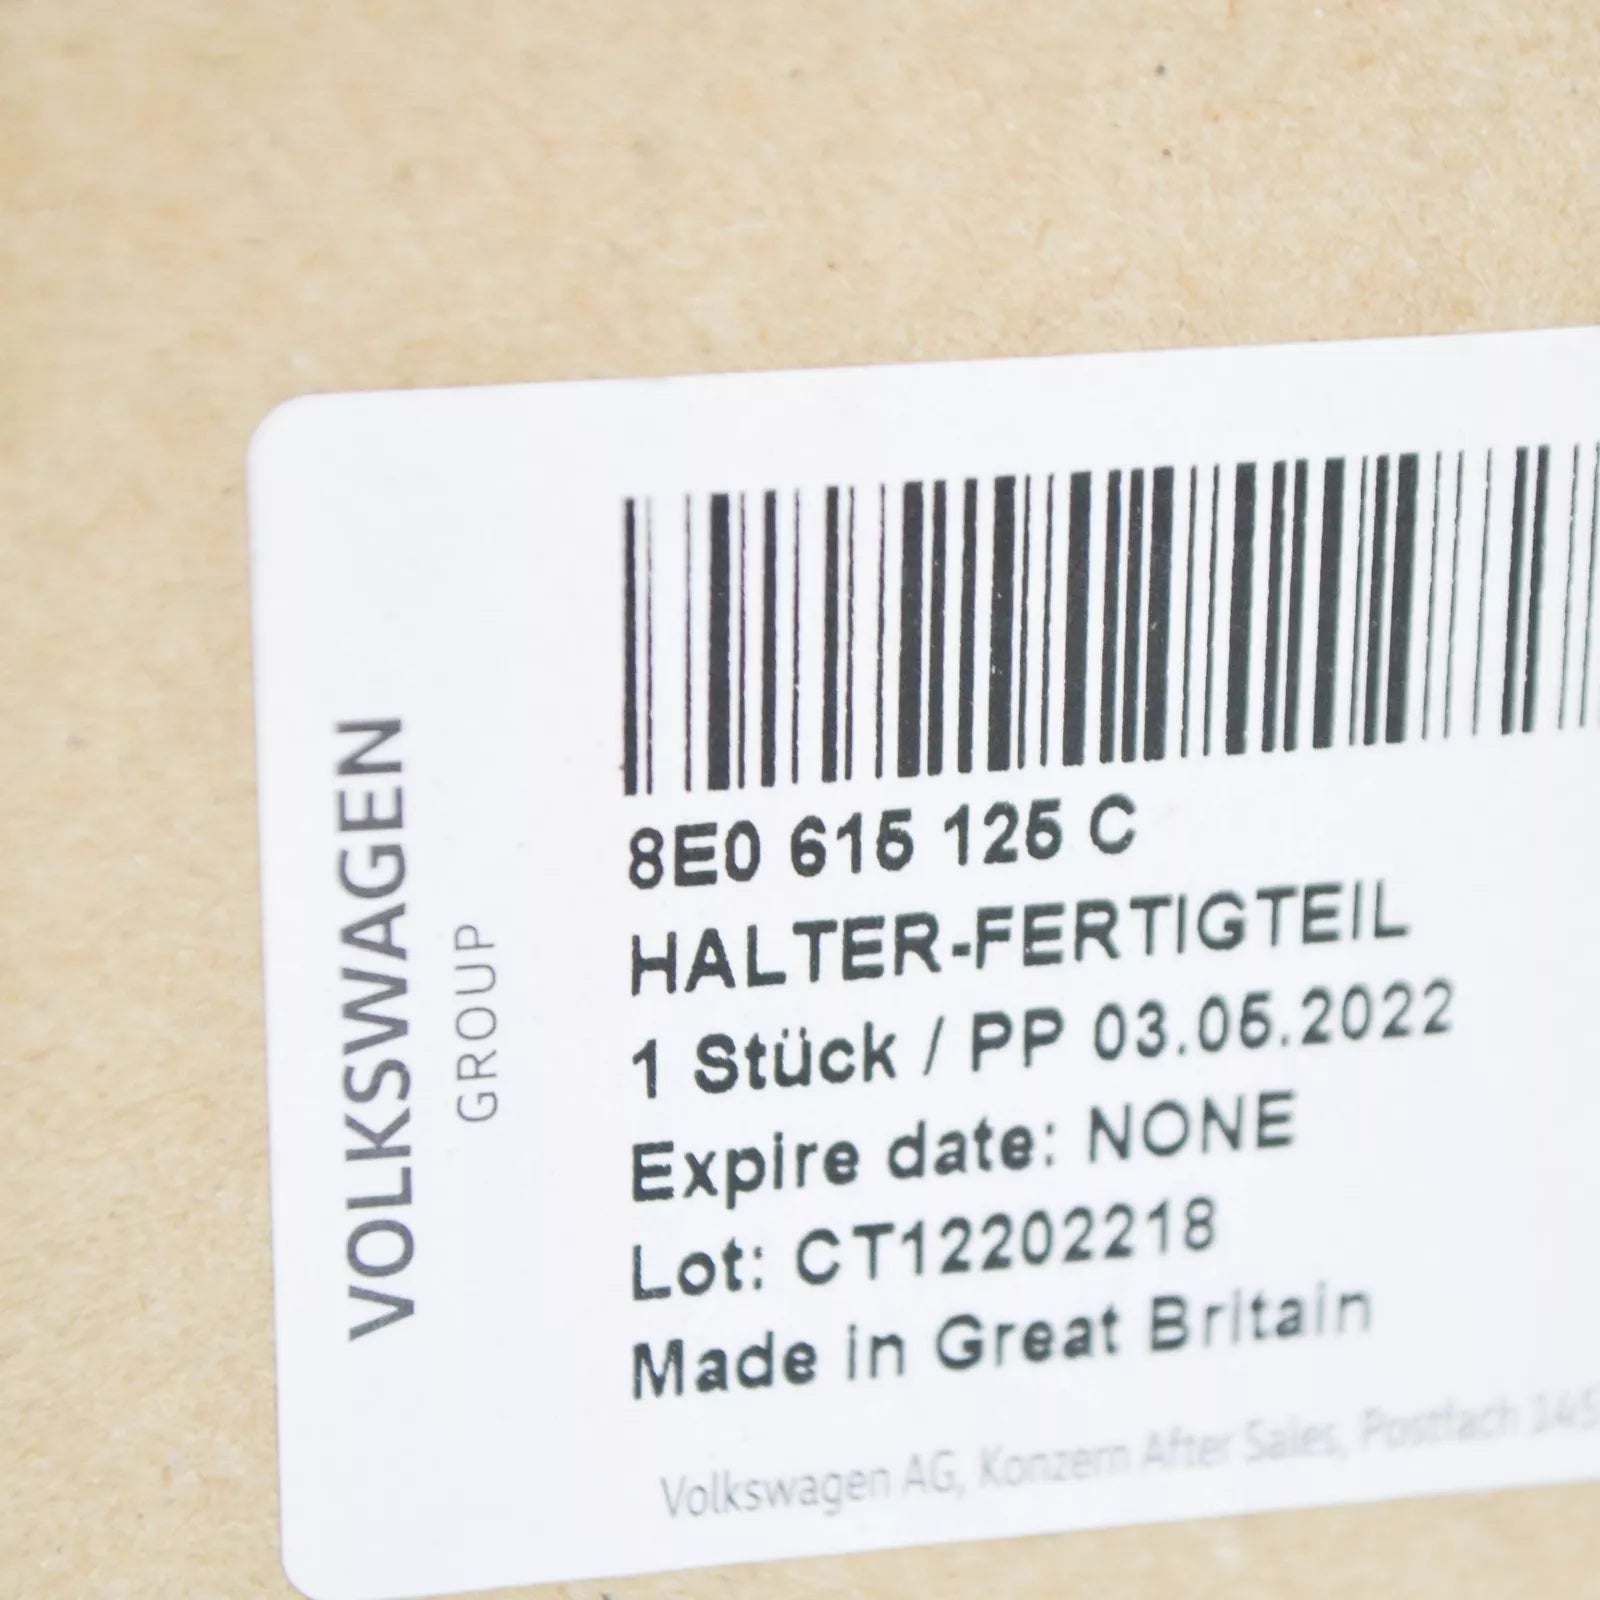 VOLKSWAGEN
GROUP
8E0 615 125 C
HALTER-FERTIGTEIL
1 Stück / PP 03.05.2022
Expire date: NONE
Lot: CT12202218
Made in Great Britain
Volkswagen AG, Konzern After Sales, Postfach 145